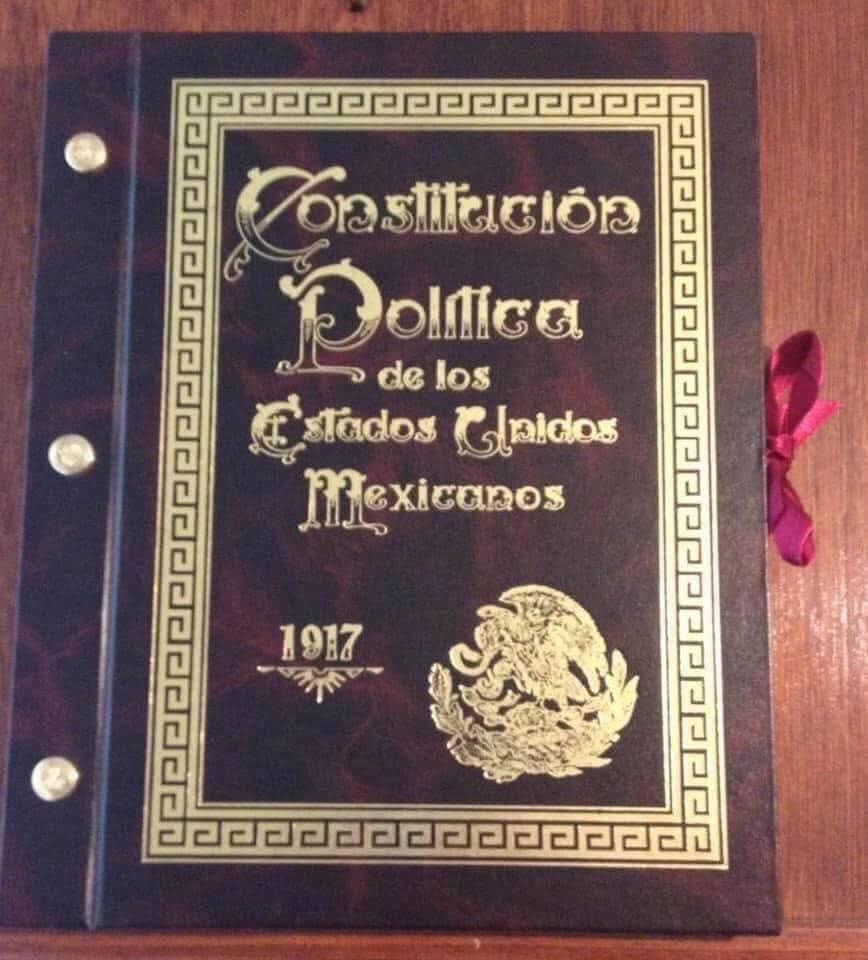 Constitución
Política
de los
Estados Unidos
Mexicanos
1917